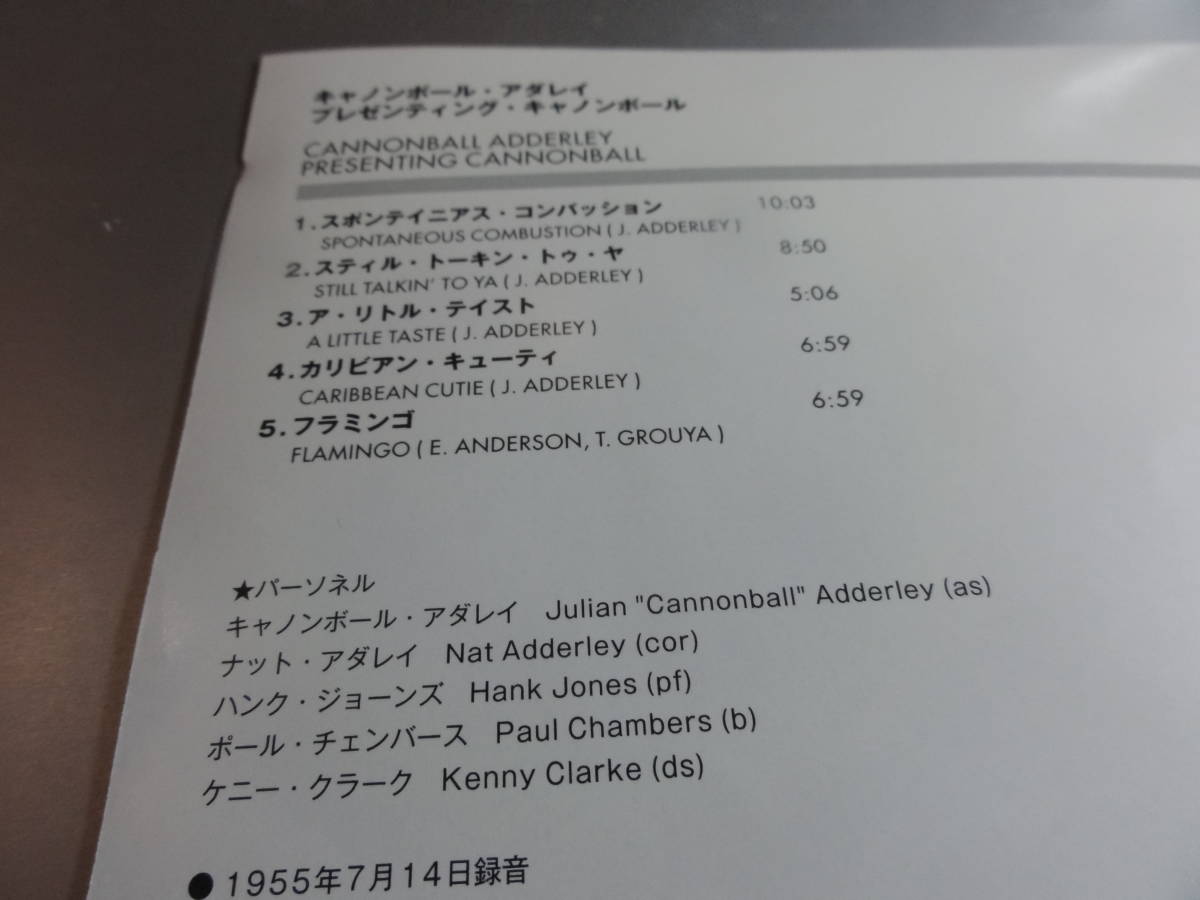 キャノンボール・アダレイ
プレゼンティング・キャノンボール
CANNONBALL ADDERLEY
PRESENTING CANNONBALL
1.スポンテイニアス・コンバッション 10:03
SPONTANEOUS COMBUSTION ( J. ADDERLEY )
2.スティル・トーキン・トゥ・ヤ 8:50
STILL TALKIN' TO YA ( J. ADDERLEY )
3.ア・リトル・テイスト 5:06
A LITTLE TASTE ( J. ADDERLEY )
4.カリビアン・キューティ 6:59
CARIBBEAN CUTIE ( J. ADDERLEY )
5.フラミンゴ 6:59
FLAMINGO ( E. ANDERSON, T. GROUYA )
★パーソネル
キャノンボール・アダレイ Julian "Cannonball" Adderley (as)
ナット・アダレイ Nat Adderley (cor)
ハンク・ジョーンズ Hank Jones (pf)
ポール・チェンバース Paul Chambers (b)
ケニー・クラーク Kenny Clarke (ds)
●1955年7月14日録音